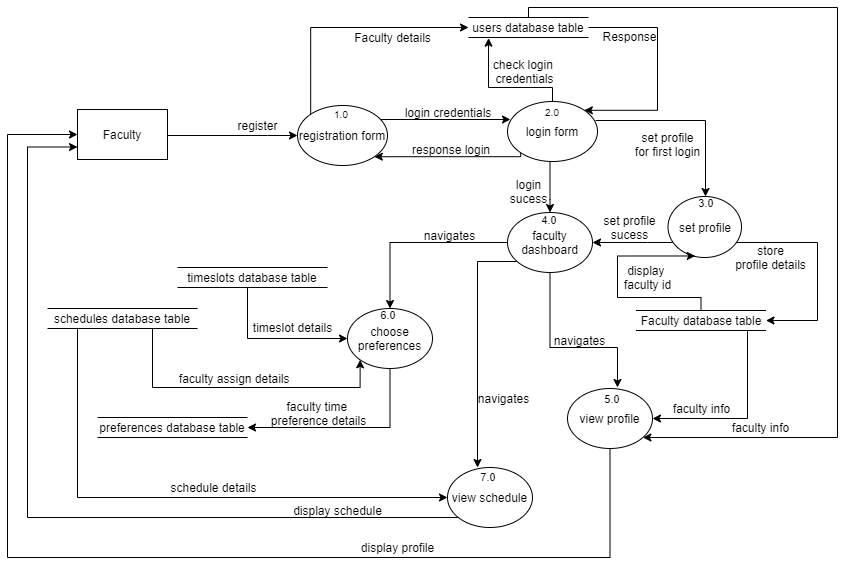 users database table
Faculty details
Response
check login
credentials
1.0
registration form
login credentials
2.0
login form
Faculty
register
response login
set profile
for first login
login
sucess
3.0
set profile
4.0
faculty
dashboard
set profile
sucess
navigates
store
profile details
display
faculty id
timeslots database table
schedules database table
Faculty database table
6.0
choose
preferences
timeslot details
navigates
faculty assign details
navigates
5.0
view profile
faculty info
faculty info
faculty time
preference details
preferences database table
7.0
view schedule
schedule details
display schedule
display profile